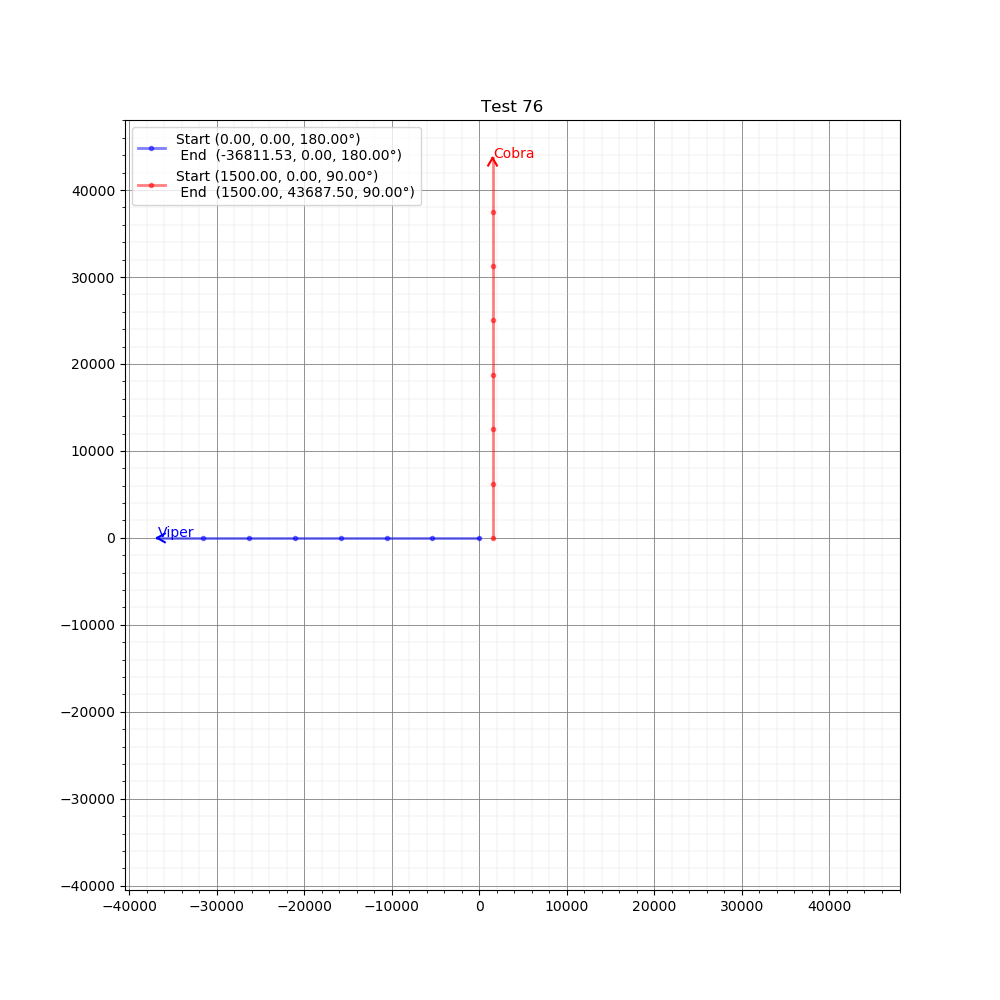 Test 76
Start (0.00, 0.00, 180.00°)
End  (-36811.53, 0.00, 180.00°)
Start (1500.00, 0.00, 90.00°)
End  (1500.00, 43687.50, 90.00°)
Cobra
Viper
40000
30000
20000
10000
0
−10000
−20000
−30000
−40000
−40000 −30000 −20000 −10000 0 10000 20000 30000 40000